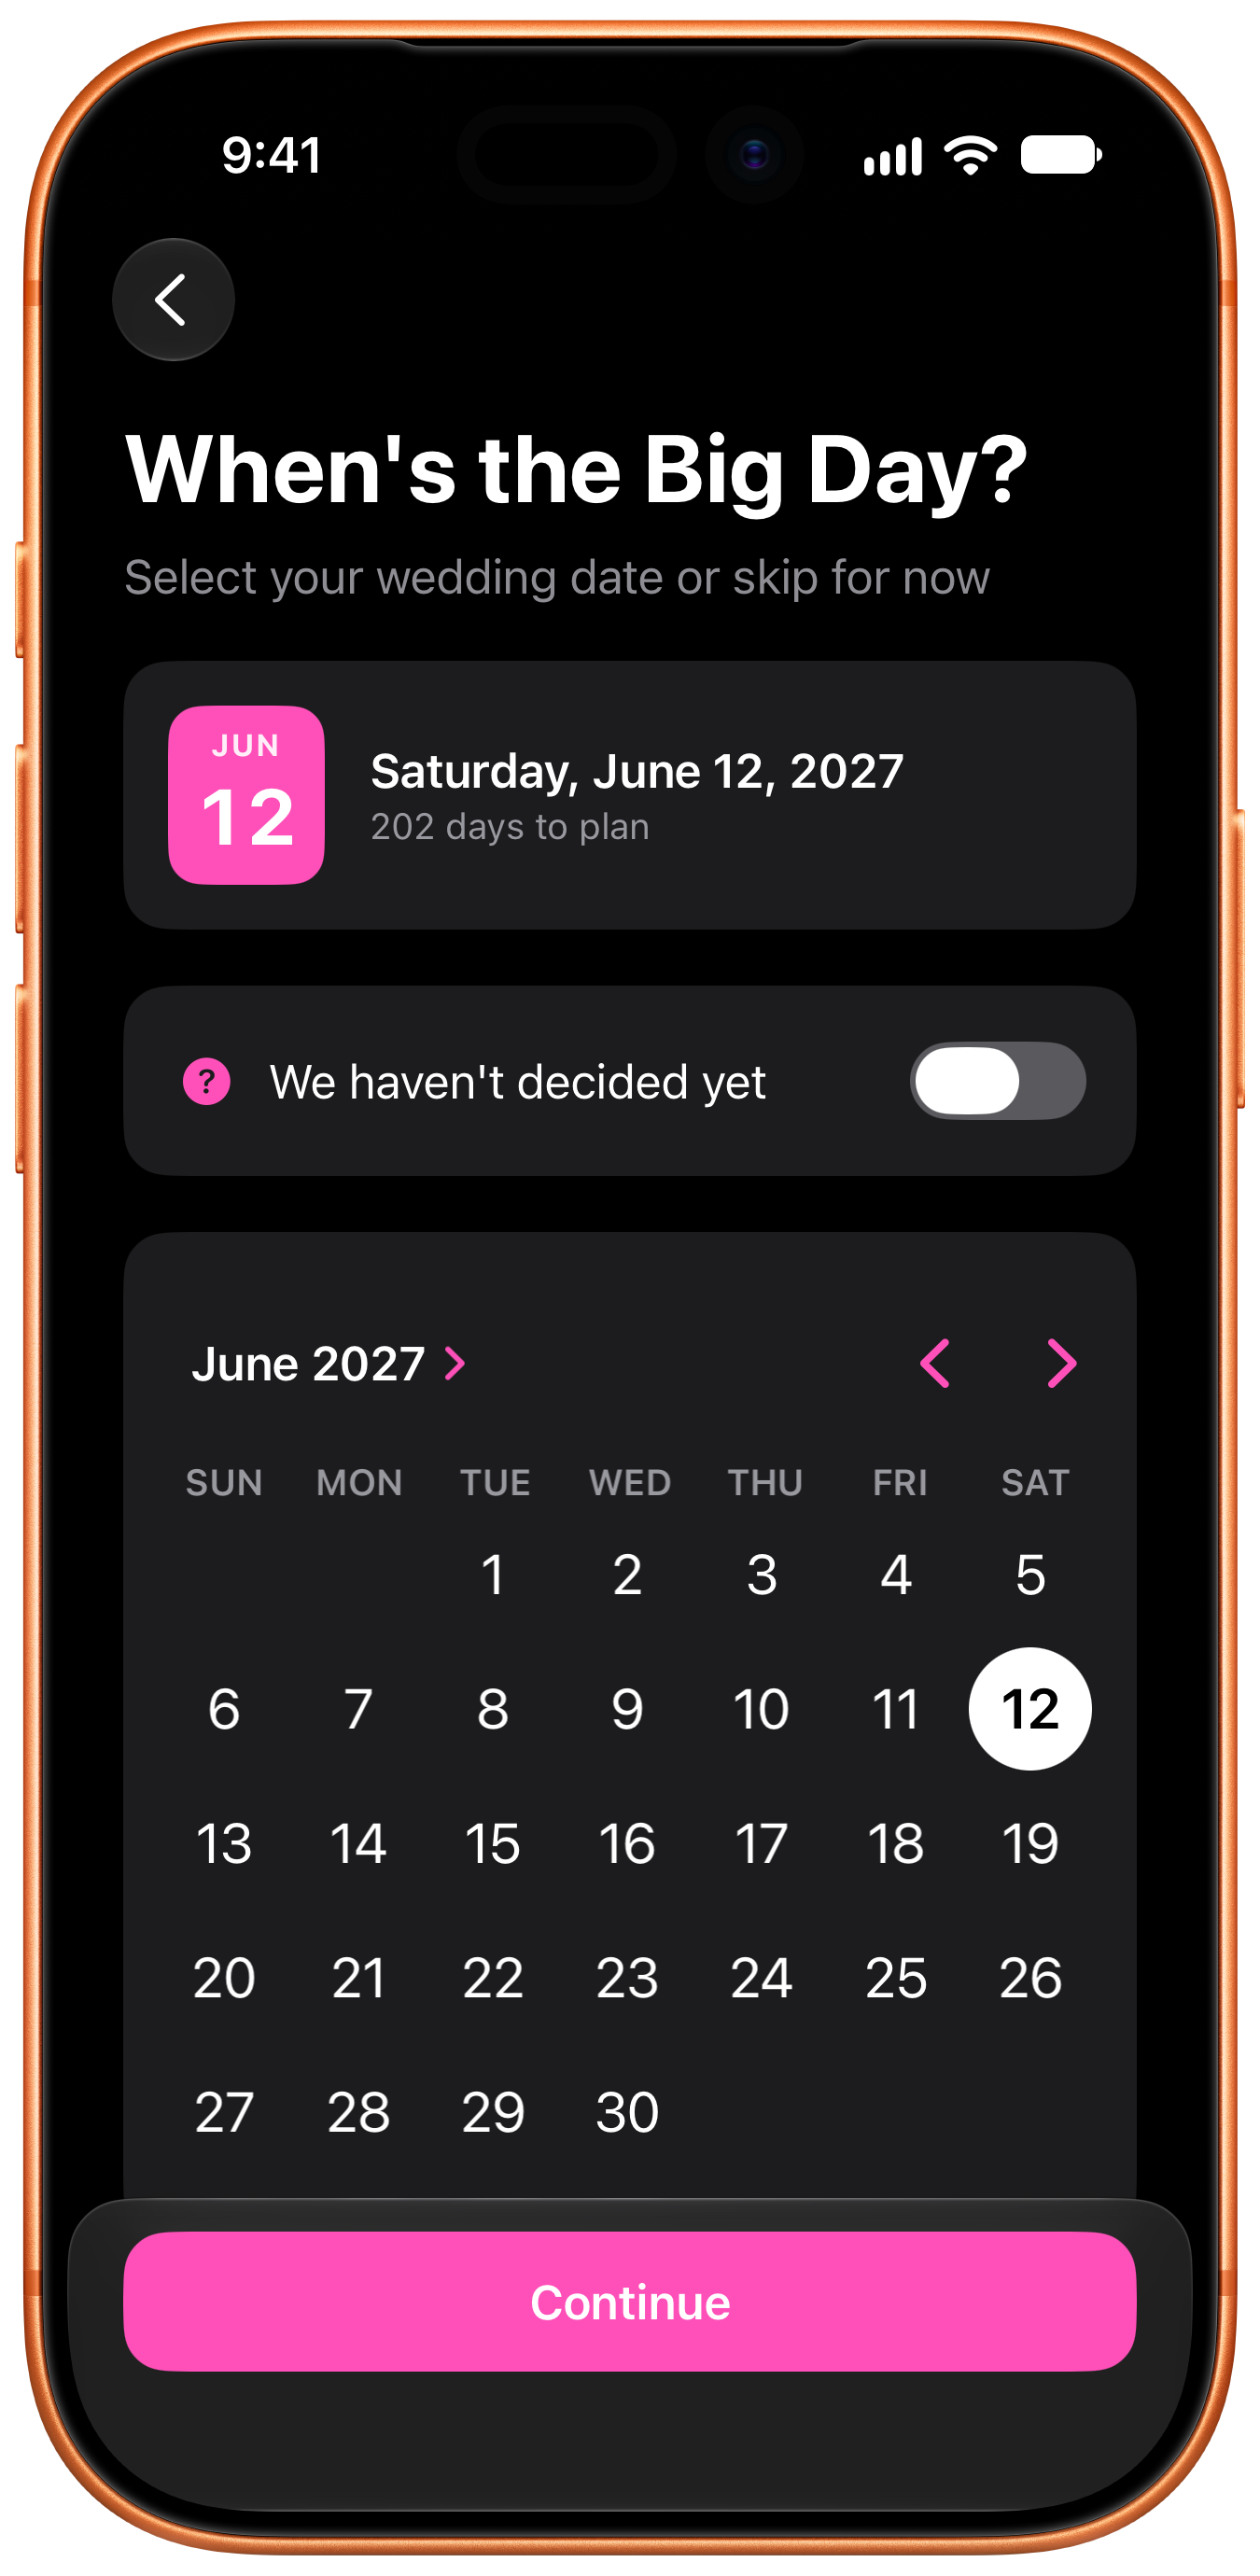 9:41
When's the Big Day?
Select your wedding date or skip for now
JUN
12
Saturday, June 12, 2027
202 days to plan
? We haven't decided yet
June 2027
SUN MON TUE WED THU FRI SAT
1 2 3 4 5
6 7 8 9 10 11 12
13 14 15 16 17 18 19
20 21 22 23 24 25 26
27 28 29 30
Continue